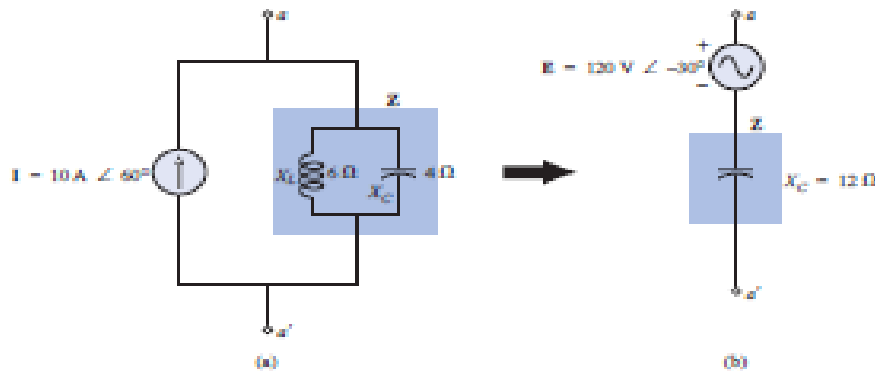 a
Z
I = 10 A ∠ 60°
X_L
6 Ω
X_C
4 Ω
a'
(a)
a
+
E = 120 V ∠ –30°
–
Z
X_C = 12 Ω
a'
(b)